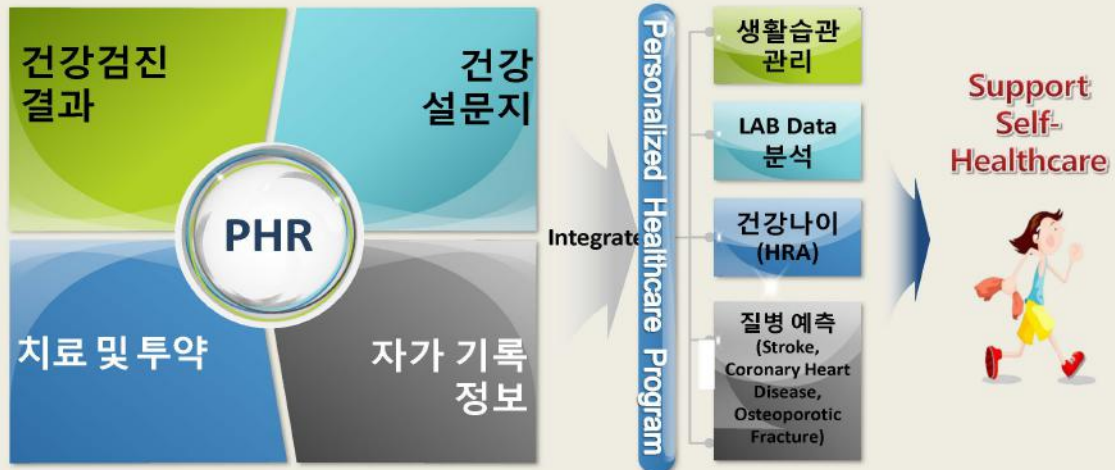 건강검진
결과
건강
설문지
PHR
치료 및 투약
자가 기록
정보
Integrate
Personalized Healthcare Program
생활습관
관리
LAB Data
분석
건강나이
(HRA)
질병 예측
(Stroke,
Coronary Heart
Disease,
Osteoporotic
Fracture)
Support
Self-
Healthcare